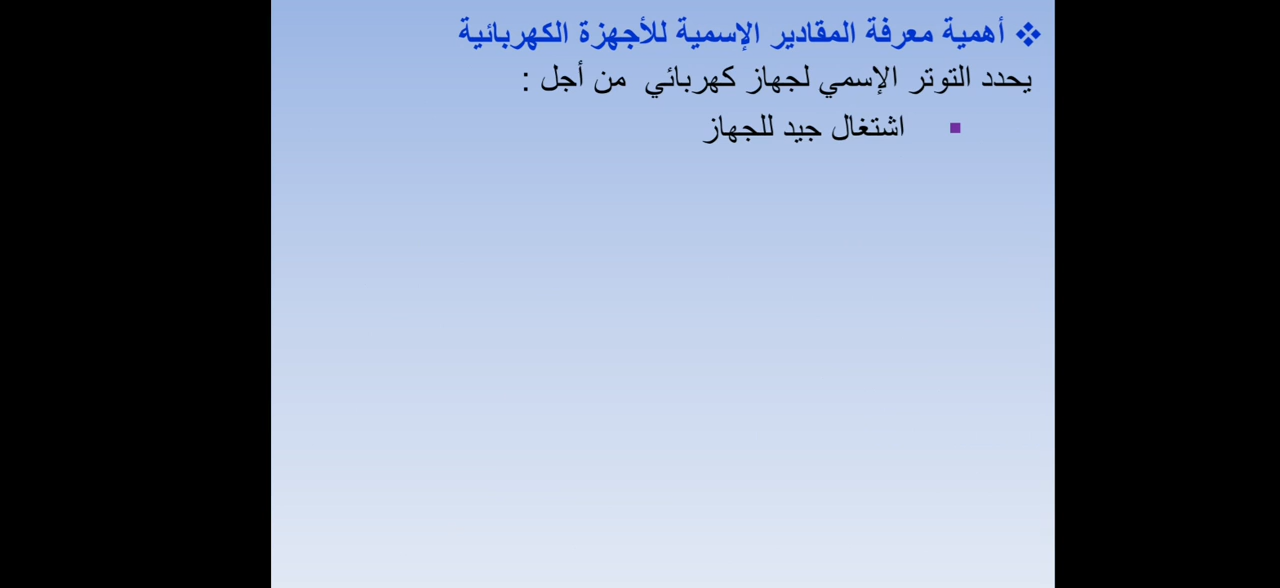 ❖ أهمية معرفة المقادير الإسمية للأجهزة الكهربائية
يحدد التوتر الإسمي لجهاز كهربائي من أجل :
▪ اشتغال جيد للجهاز